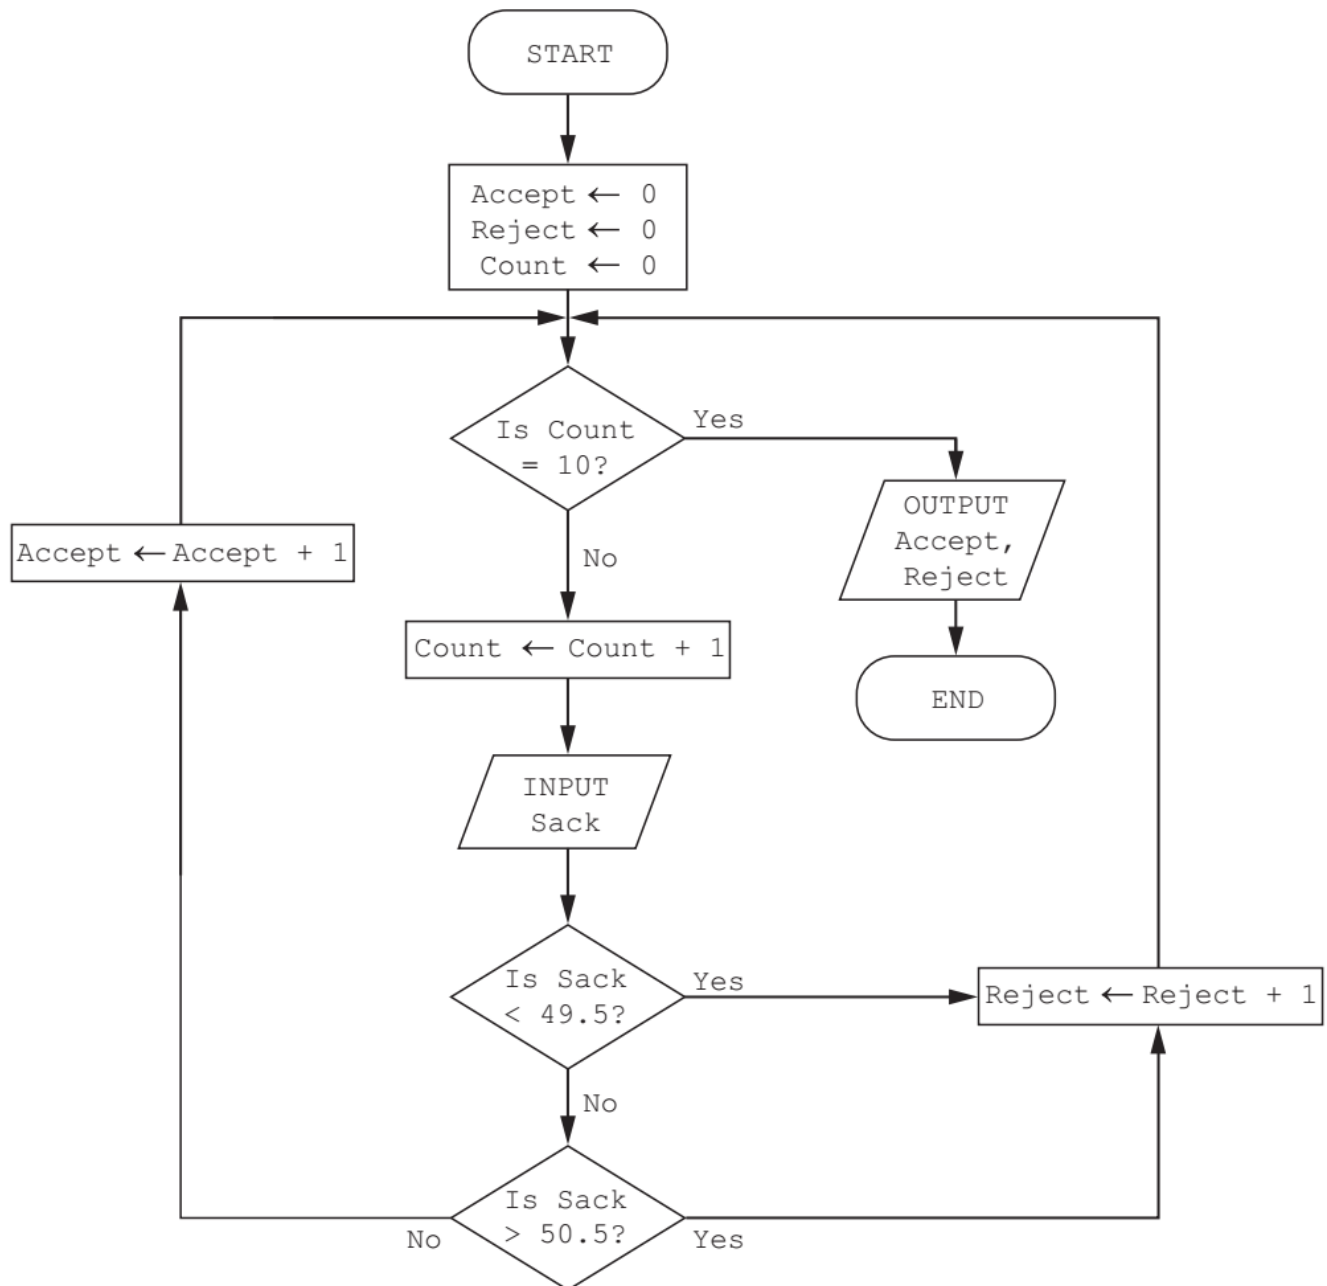 START
Accept ← 0
Reject ← 0
Count ← 0
Is Count
= 10?
Yes
No
OUTPUT
Accept,
Reject
END
Accept ← Accept + 1
Count ← Count + 1
INPUT
Sack
Is Sack
< 49.5?
Yes
No
Reject ← Reject + 1
Is Sack
> 50.5?
No
Yes